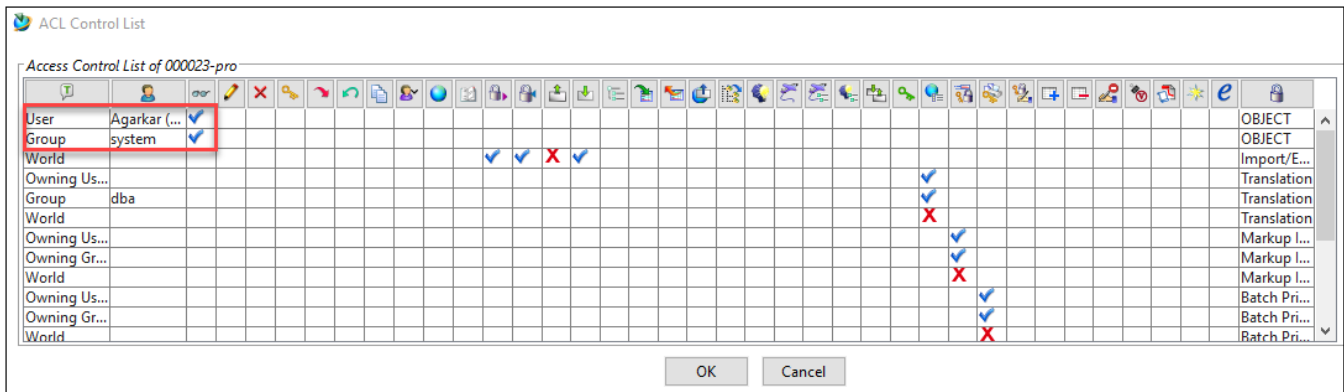 ACL Control List
Access Control List of 000023-pro
User Agarkar (... OBJECT
Group system OBJECT
World Import/E...
Owning Us... Translation
Group dba Translation
World Translation
Owning Us... Markup I...
Owning Gr... Markup I...
World Markup I...
Owning Us... Batch Pri...
Owning Gr... Batch Pri...
World Batch Pri...
OK Cancel